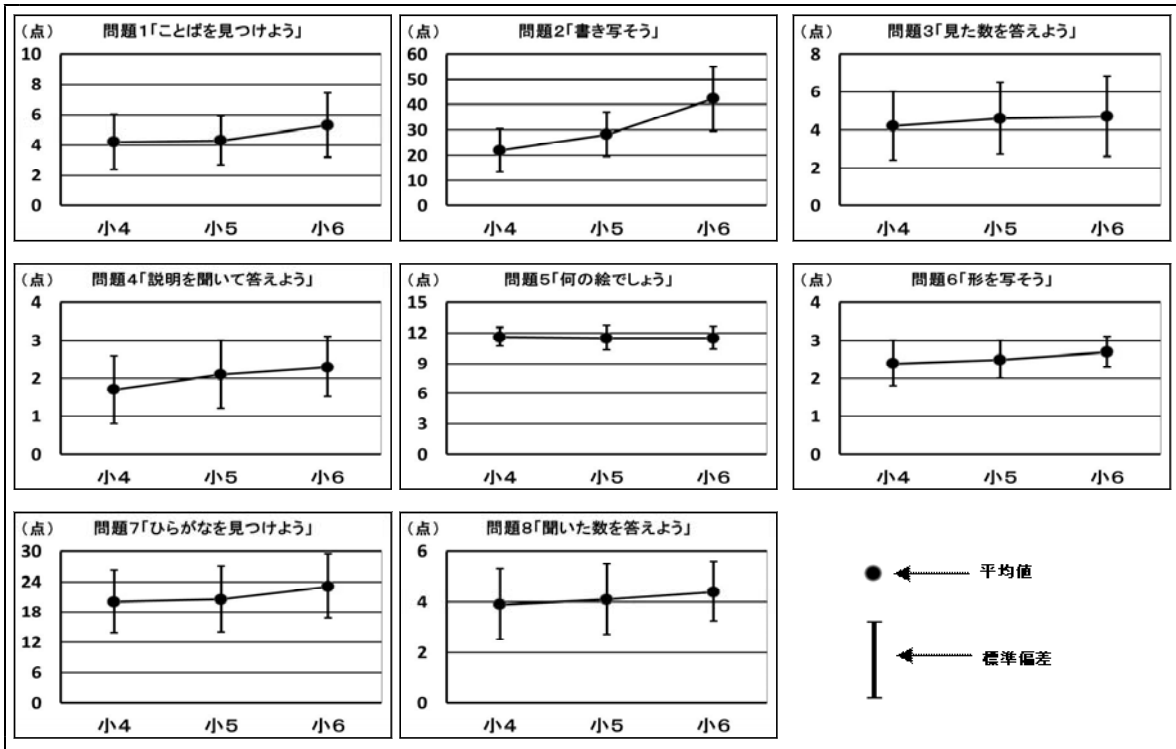 (点) 問題1「ことばを見つけよう」
10
8
6
4
2
0
小4 小5 小6
(点) 問題2「書き写そう」
60
50
40
30
20
10
0
小4 小5 小6
(点) 問題3「見た数を答えよう」
8
6
4
2
0
小4 小5 小6
(点) 問題4「説明を聞いて答えよう」
4
3
2
1
0
小4 小5 小6
(点) 問題5「何の絵でしょう」
15
12
9
6
3
0
小4 小5 小6
(点) 問題6「形を写そう」
4
3
2
1
0
小4 小5 小6
(点) 問題7「ひらがなを見つけよう」
30
24
18
12
6
0
小4 小5 小6
(点) 問題8「聞いた数を答えよう」
6
4
2
0
小4 小5 小6
平均値
標準偏差